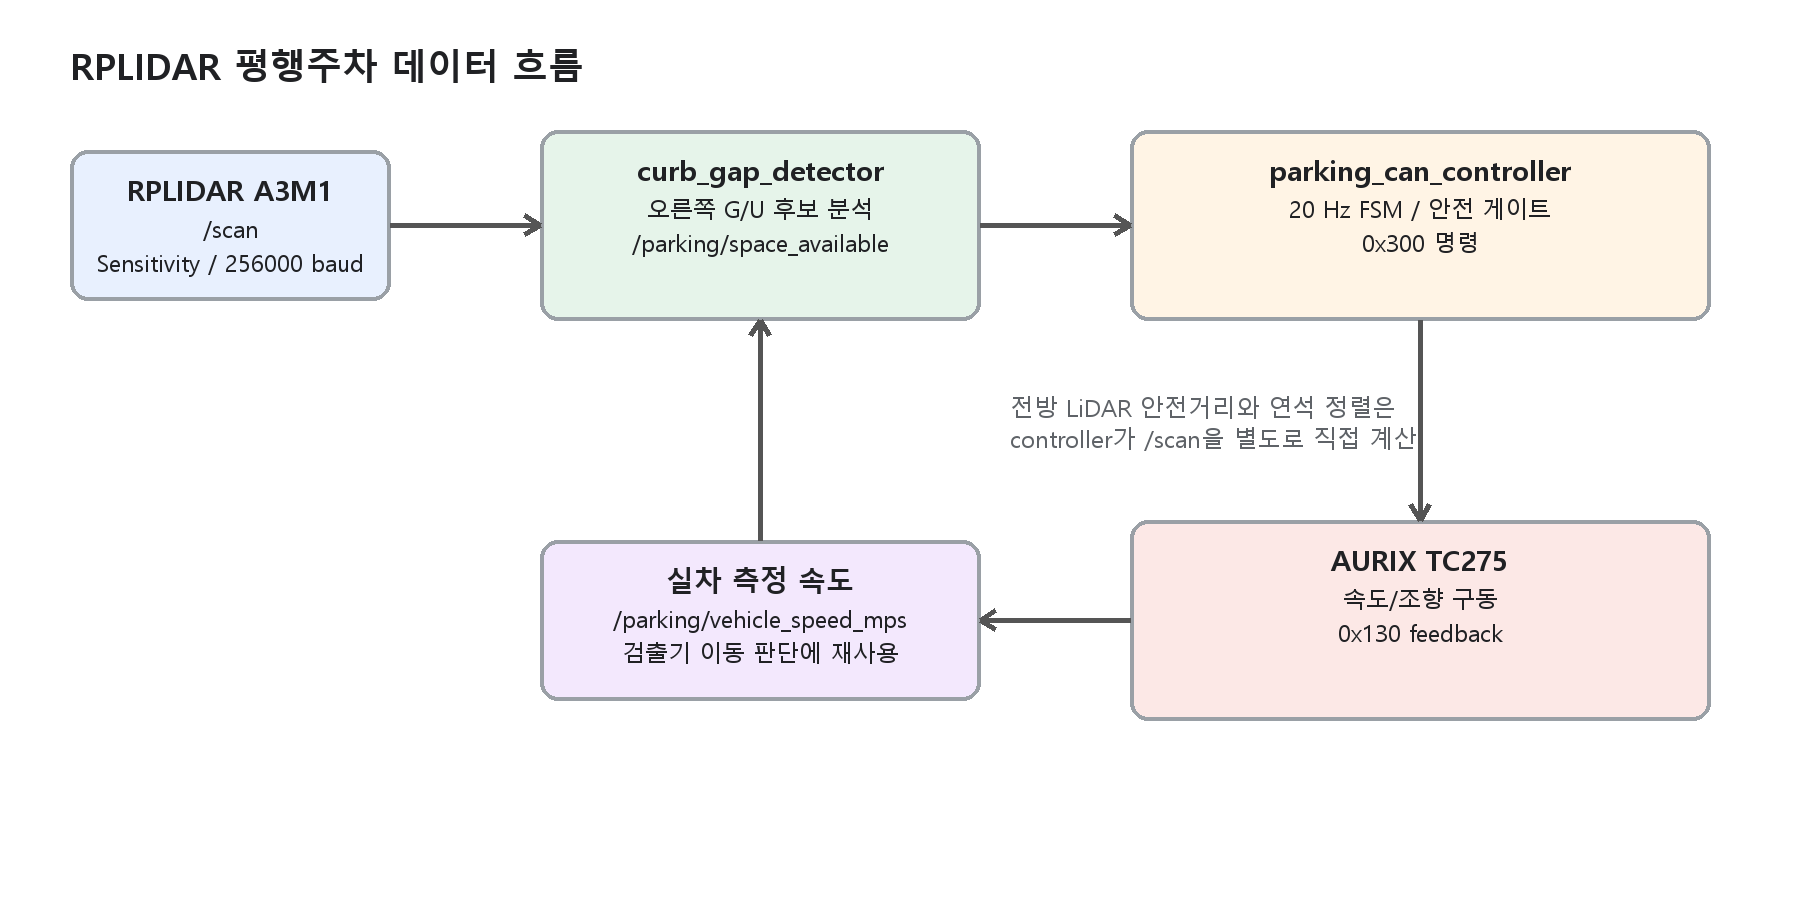 RPLIDAR 평행주차 데이터 흐름
RPLIDAR A3M1
/scan
Sensitivity / 256000 baud
curb_gap_detector
오른쪽 G/U 후보 분석
/parking/space_available
parking_can_controller
20 Hz FSM / 안전 게이트
0x300 명령
전방 LiDAR 안전거리와 연석 정렬은
controller가 /scan을 별도로 직접 계산
실차 측정 속도
/parking/vehicle_speed_mps
검출기 이동 판단에 재사용
AURIX TC275
속도/조향 구동
0x130 feedback